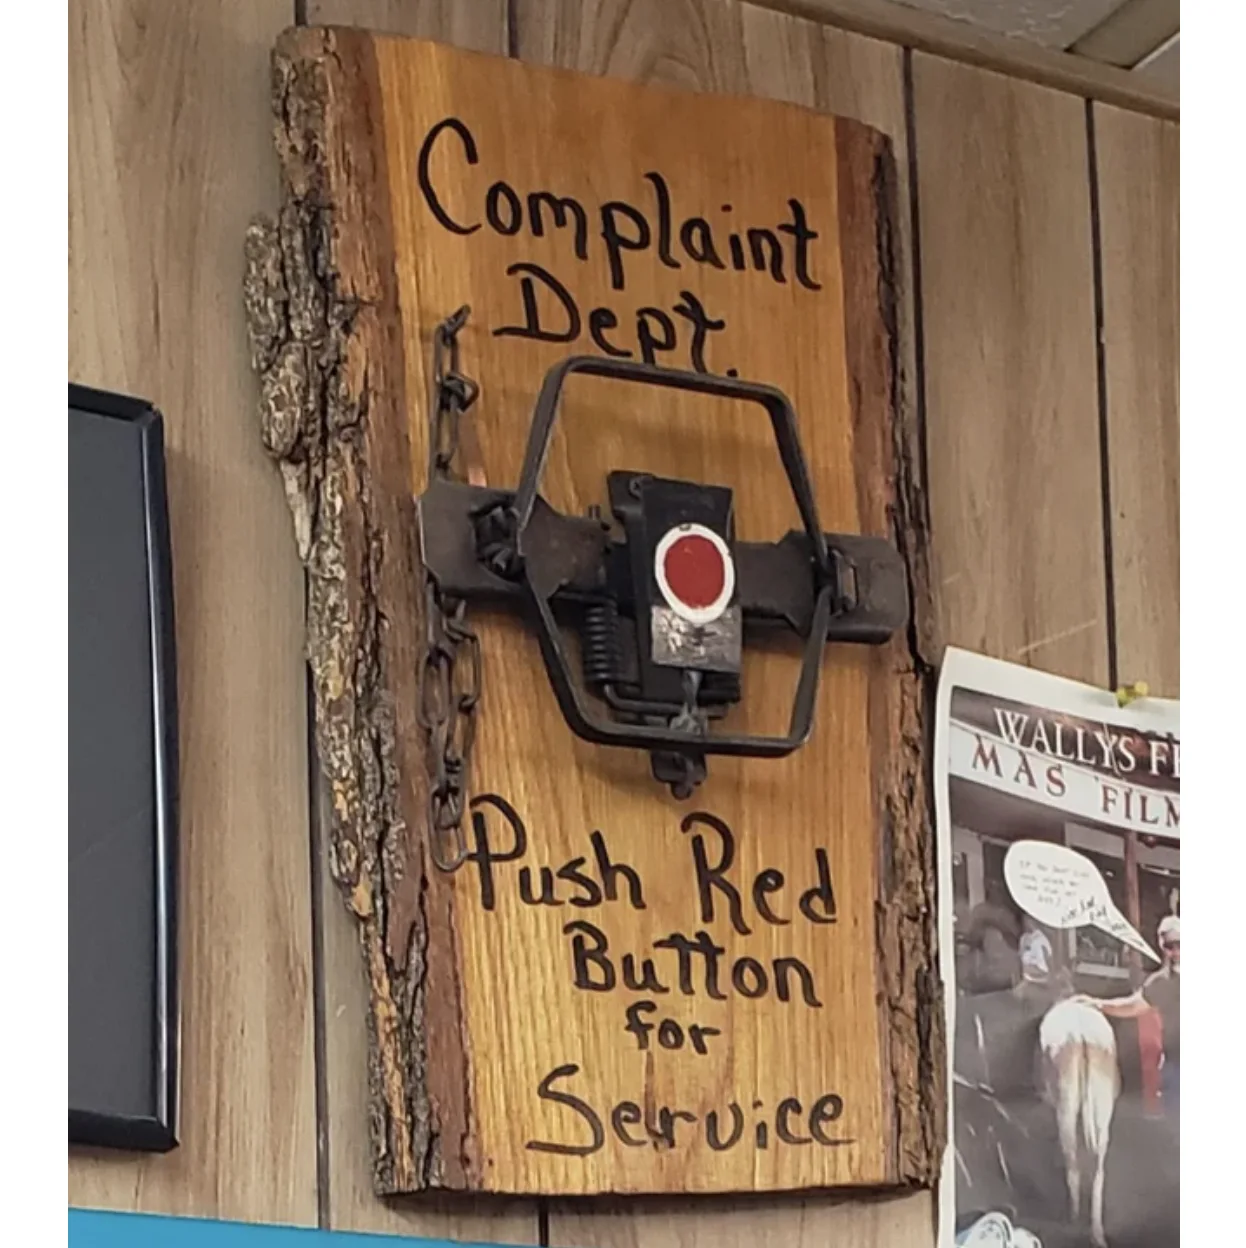 Complaint
Dept.
Push Red
Button
for
Service
WALLYS
MAS FILM